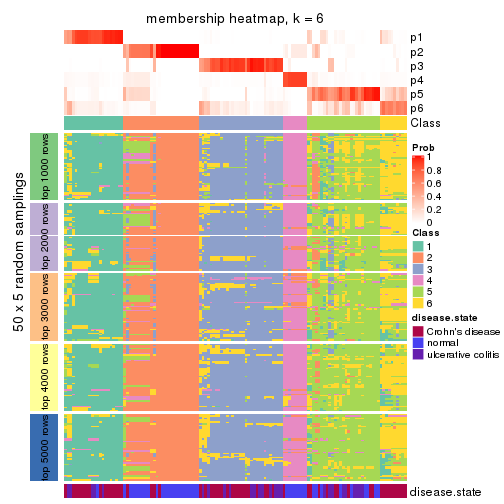 membership heatmap, k = 6
p1
p2
p3
p4
p5
p6
Class
50 x 5 random samplings
top 1000 rows
top 2000 rows
top 3000 rows
top 4000 rows
top 5000 rows
disease.state
Prob
1
0.8
0.6
0.4
0.2
0
Class
1
2
3
4
5
6
disease.state
Crohn's disease
normal
ulcerative colitis